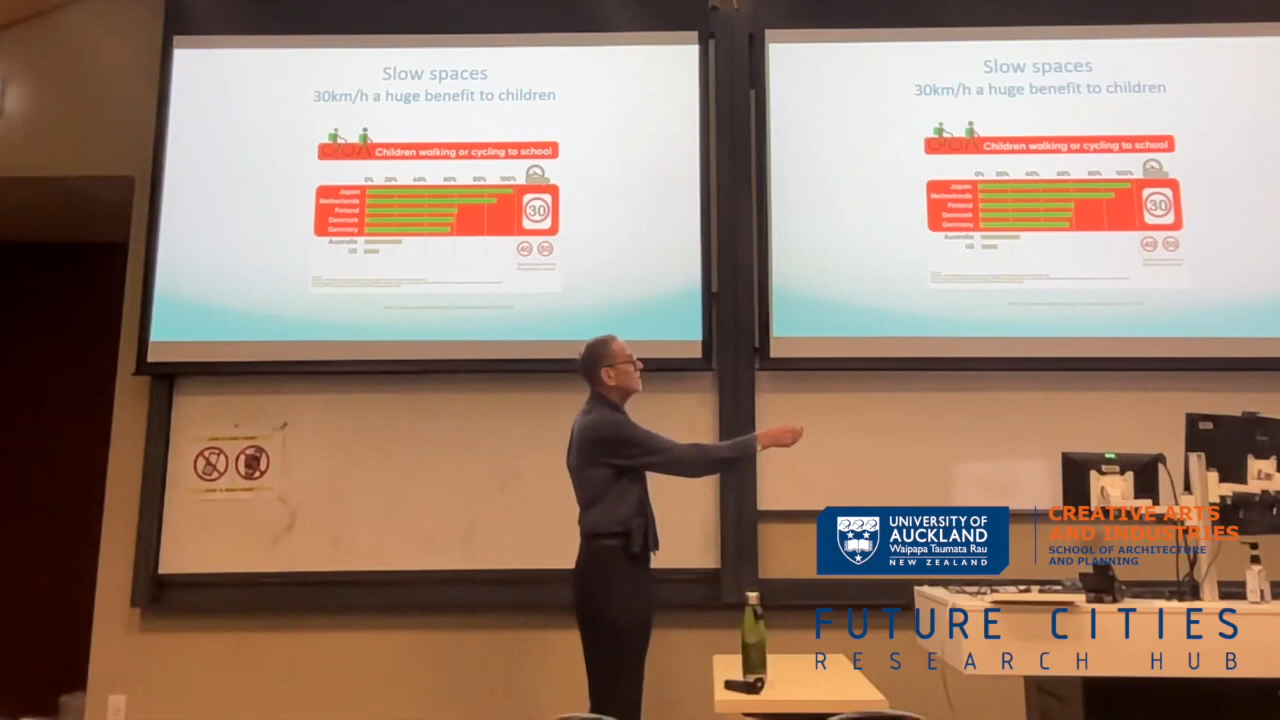 Slow spaces
30km/h a huge benefit to children
Children walking or cycling to school
0% 20% 40% 60% 80% 100%
Japan
Netherlands
Finland
Denmark
Germany
30
Australia
US
40 50
Slow spaces
30km/h a huge benefit to children
Children walking or cycling to school
0% 20% 40% 60% 80% 100%
Japan
Netherlands
Finland
Denmark
Germany
30
Australia
US
40 50
UNIVERSITY OF
AUCKLAND
Waipapa Taumata Rau
NEW ZEALAND
CREATIVE ARTS
AND INDUSTRIES
SCHOOL OF ARCHITECTURE
AND PLANNING
FUTURE CITIES
RESEARCH HUB